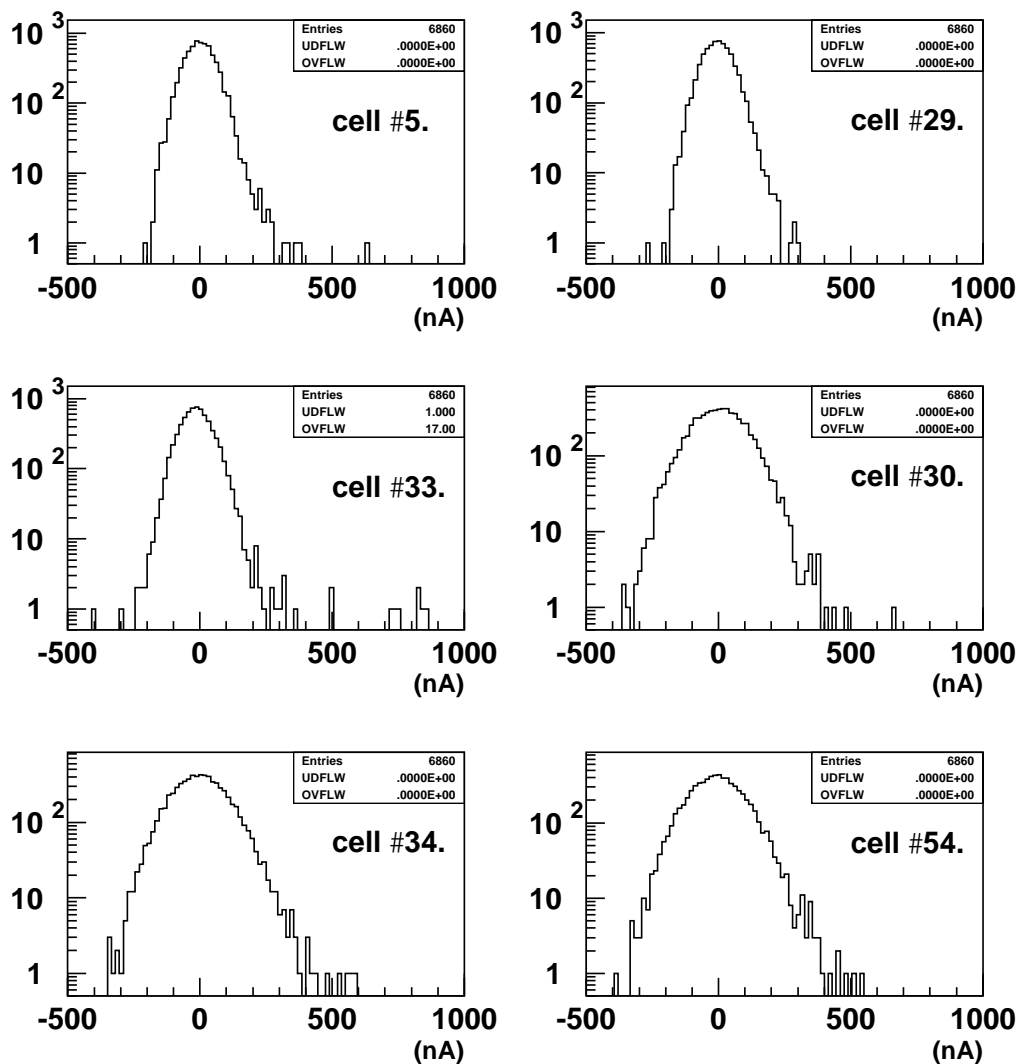 10 3
10 2
10
1
Entries 6860
UDFLW .0000E+00
OVFLW .0000E+00
cell #5.
-500 0 500 1000
(nA)
10 3
10 2
10
1
Entries 6860
UDFLW .0000E+00
OVFLW .0000E+00
cell #29.
-500 0 500 1000
(nA)
10 3
10 2
10
1
Entries 6860
UDFLW 1.000
OVFLW 17.00
cell #33.
-500 0 500 1000
(nA)
10 2
10
1
Entries 6860
UDFLW .0000E+00
OVFLW .0000E+00
cell #30.
-500 0 500 1000
(nA)
10 2
10
1
Entries 6860
UDFLW .0000E+00
OVFLW .0000E+00
cell #34.
-500 0 500 1000
(nA)
10 2
10
1
Entries 6860
UDFLW .0000E+00
OVFLW .0000E+00
cell #54.
-500 0 500 1000
(nA)